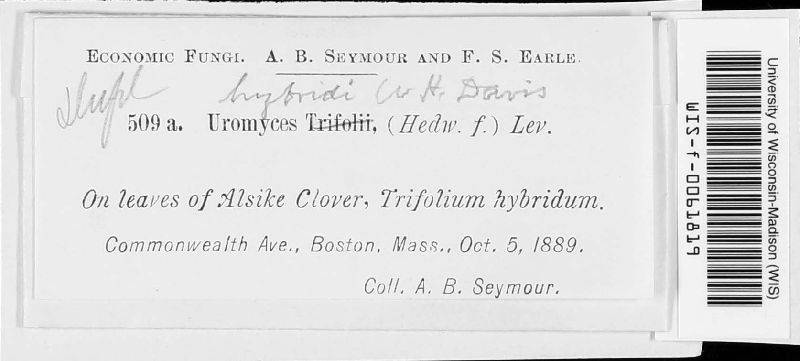 Economic Fungi. A. B. Seymour and F. S. Earle.
Dupl
hybridi W. H. Davis
509 a. Uromyces Trifolii, (Hedw. f.) Lev.
On leaves of Alsike Clover, Trifolium hybridum.
Commonwealth Ave., Boston, Mass., Oct. 5, 1889.
Coll. A. B. Seymour.
WIS-f-0061819
University of Wisconsin-Madison (WIS)